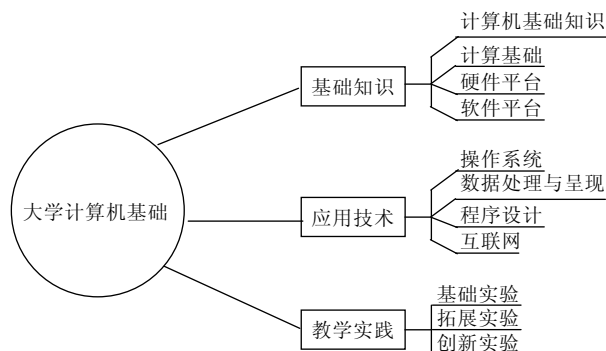 大学计算机基础
基础知识
计算机基础知识
计算基础
硬件平台
软件平台
应用技术
操作系统
数据处理与呈现
程序设计
互联网
教学实践
基础实验
拓展实验
创新实验